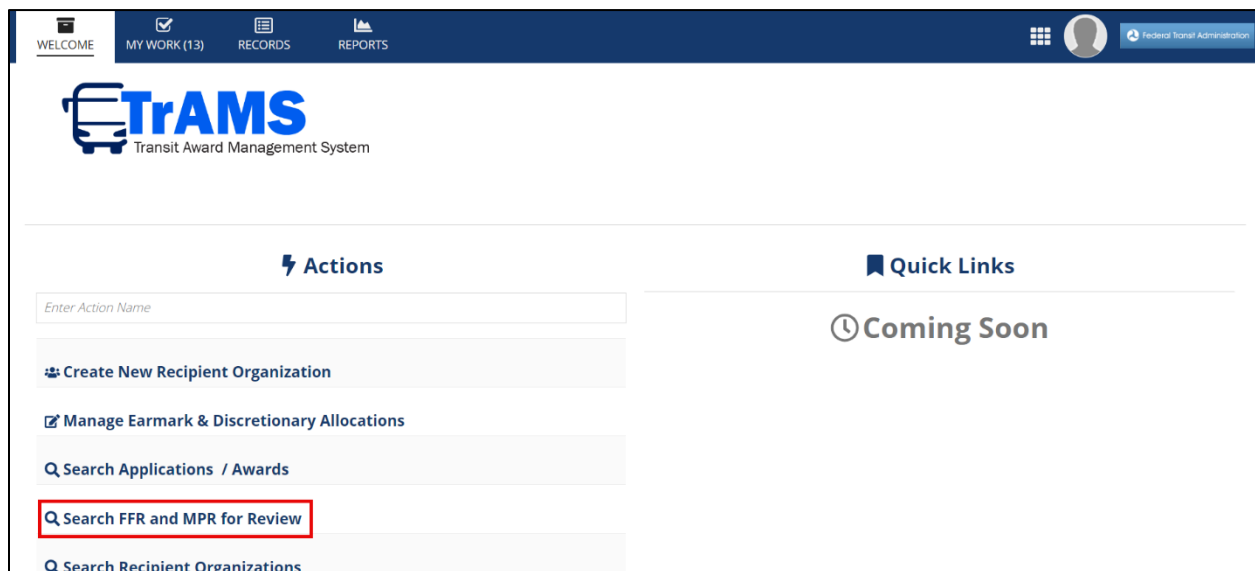 WELCOME
MY WORK (13)
RECORDS
REPORTS
Federal Transit Administration
TrAMS
Transit Award Management System
Actions
Quick Links
Enter Action Name
Coming Soon
Create New Recipient Organization
Manage Earmark & Discretionary Allocations
Search Applications / Awards
Search FFR and MPR for Review
Search Recipient Organizations